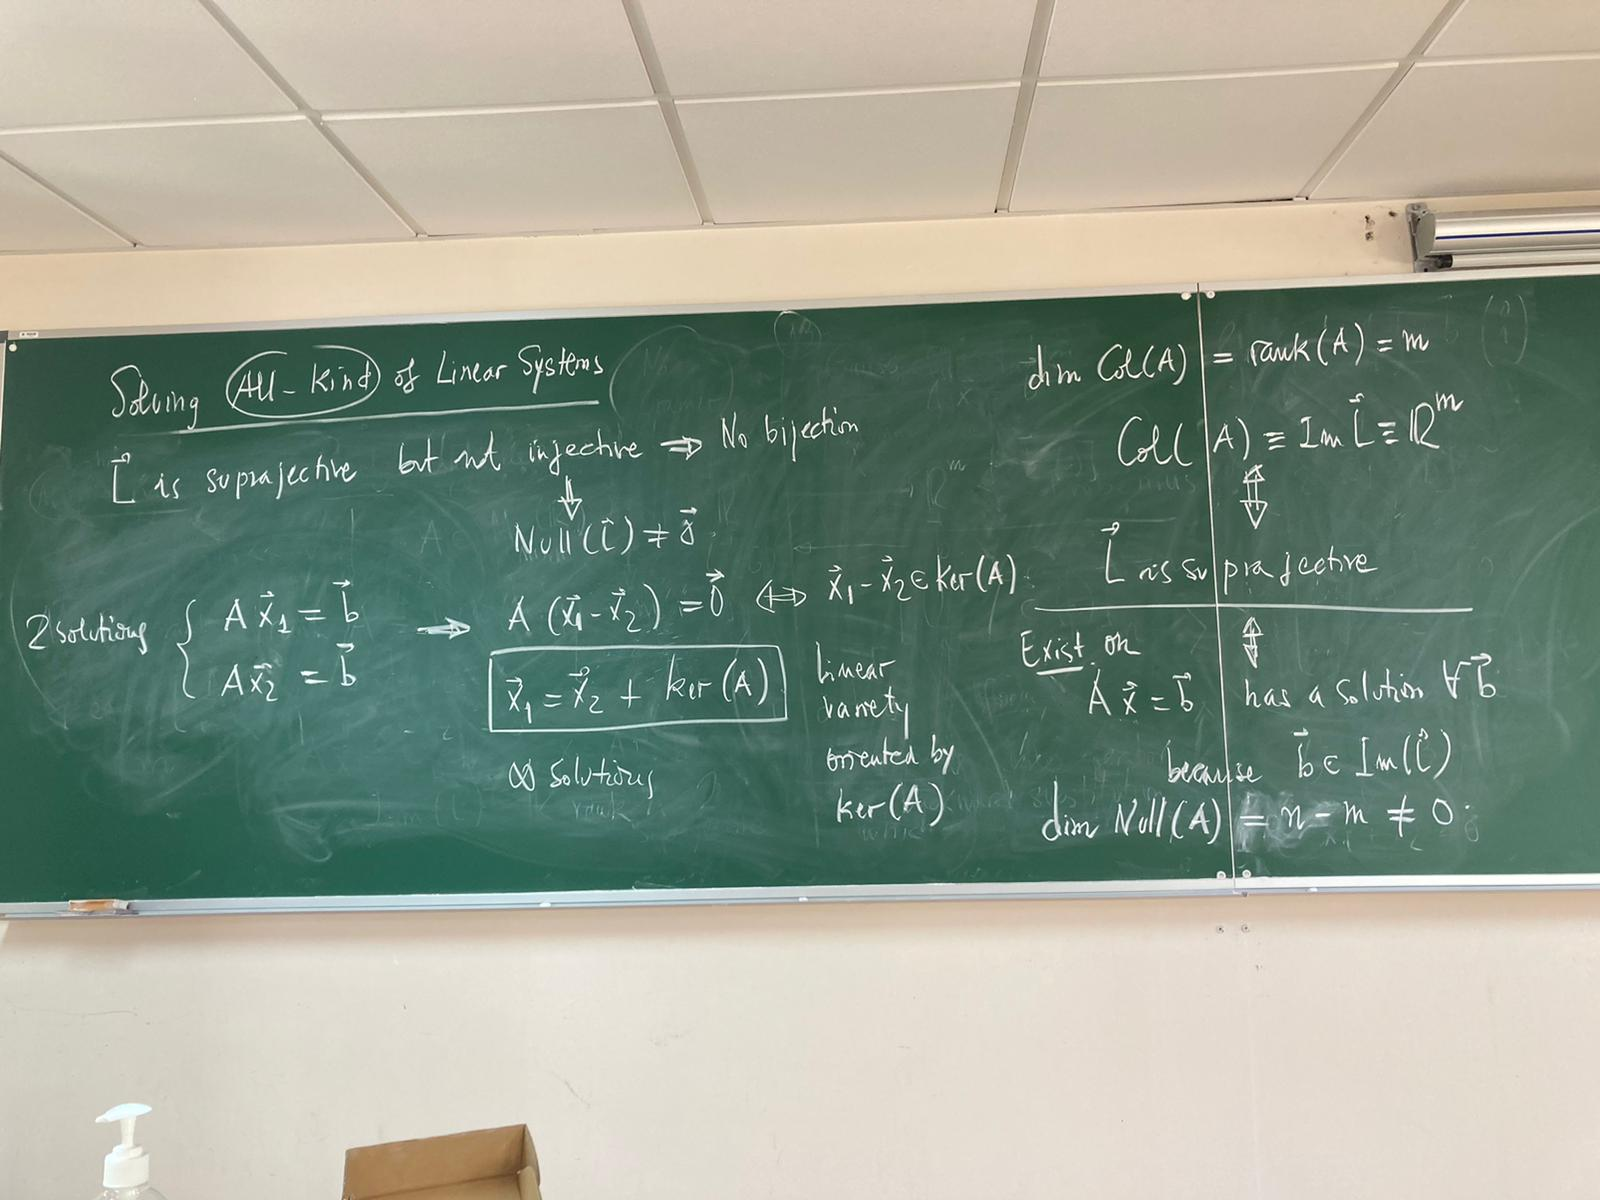 Solving All-Kind of Linear Systems
L⃗ is suprajective but not injective ⇒ No bijection
⇓
Null(L⃗) ≠ 0⃗
2 solutions { A x⃗₁ = b⃗
A x⃗₂ = b⃗
→ A (x⃗₁ - x⃗₂) = 0⃗ ⇔ x⃗₁ - x⃗₂ ∈ ker(A)
x⃗₁ = x⃗₂ + ker(A)
∞ solutions
linear
variety
oriented by
ker(A)
dim Col(A) = rank(A) = m
Col(A) ≡ Im L⃗ ≡ ℝᵐ
⇕
L⃗ is suprajective
⇕
Exist on
A x⃗ = b⃗ has a solution ∀ b⃗
because b⃗ ∈ Im(L⃗)
dim Null(A) = n - m ≠ 0